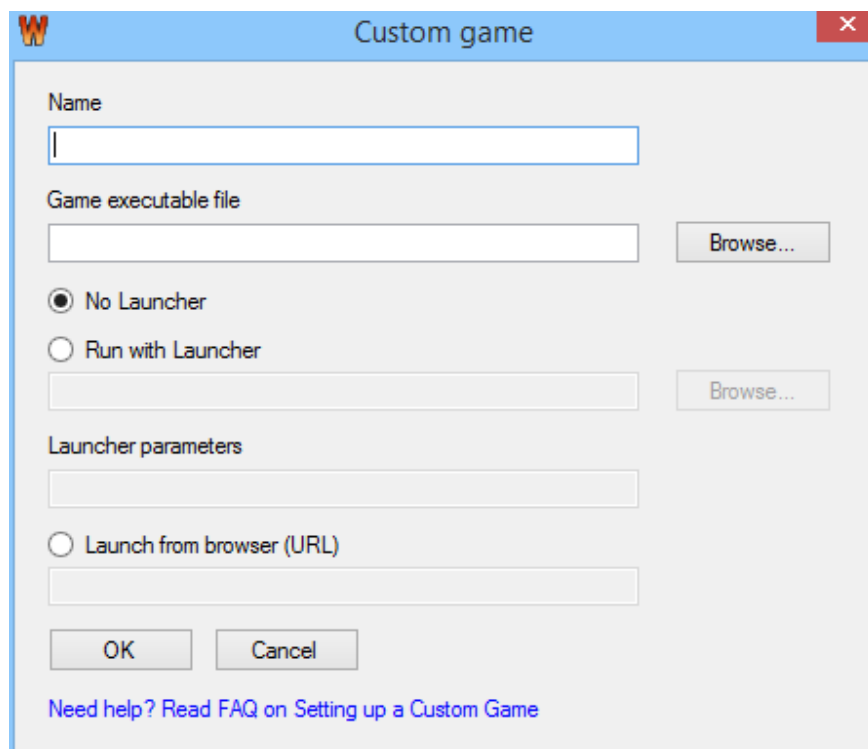 W
Custom game
Name
Game executable file
Browse...
No Launcher
Run with Launcher
Browse...
Launcher parameters
Launch from browser (URL)
OK Cancel
Need help? Read FAQ on Setting up a Custom Game